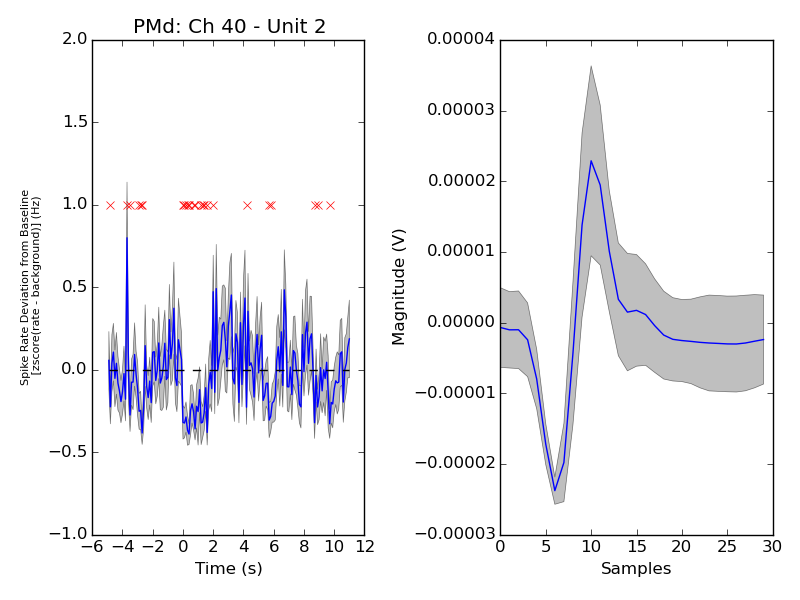 PMd: Ch 40 - Unit 2
2.0
1.5
1.0
0.5
0.0
−0.5
−1.0
−6 −4 −2 0 2 4 6 8 10 12
Time (s)
Spike Rate Deviation from Baseline
[zscore(rate - background)] (Hz)
0.00004
0.00003
0.00002
0.00001
0.00000
−0.00001
−0.00002
−0.00003
0 5 10 15 20 25 30
Samples
Magnitude (V)